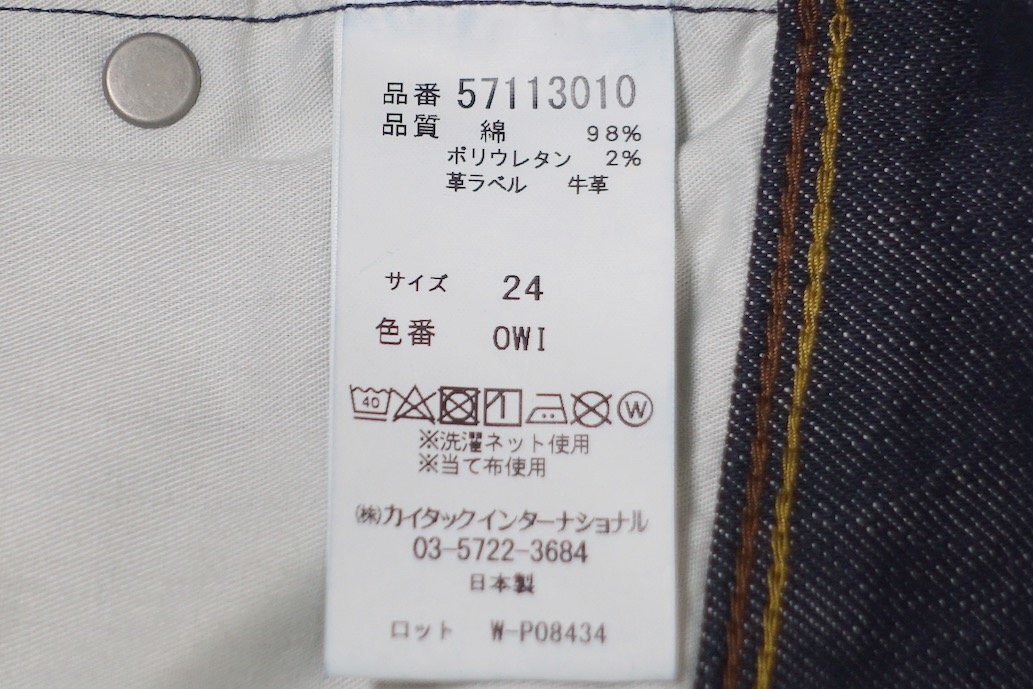 品番 57113010
品質 綿 98%
ポリウレタン 2%
革ラベル 牛革
サイズ 24
色番 OWI
40 W
※洗濯ネット使用
※当て布使用
㈱カイタックインターナショナル
03-5722-3684
日本製
ロット W-P08434